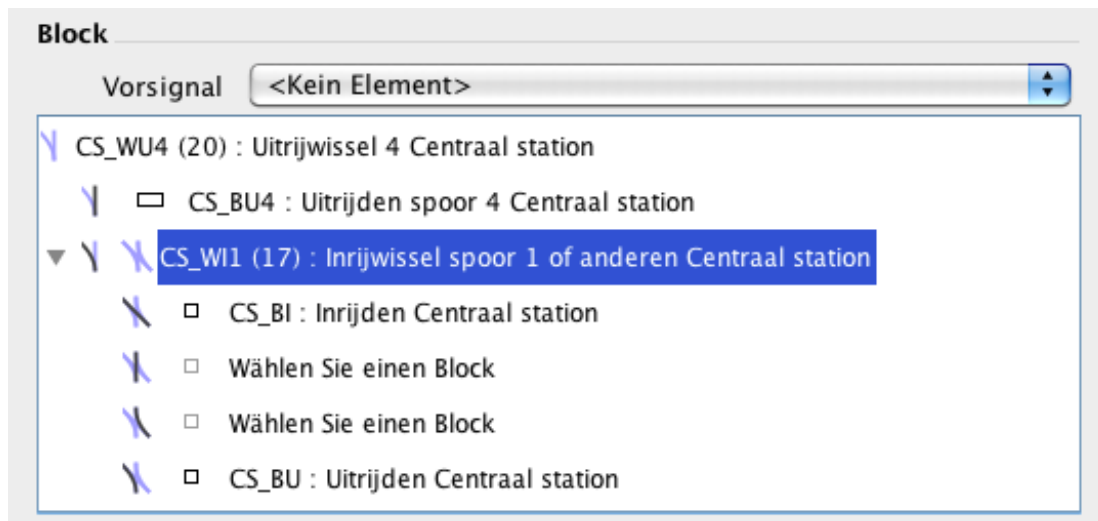 Block
Vorsignal <Kein Element>
CS_WU4 (20) : Uitrijwissel 4 Centraal station
CS_BU4 : Uitrijden spoor 4 Centraal station
CS_WI1 (17) : Inrijwissel spoor 1 of anderen Centraal station
CS_BI : Inrijden Centraal station
Wählen Sie einen Block
Wählen Sie einen Block
CS_BU : Uitrijden Centraal station